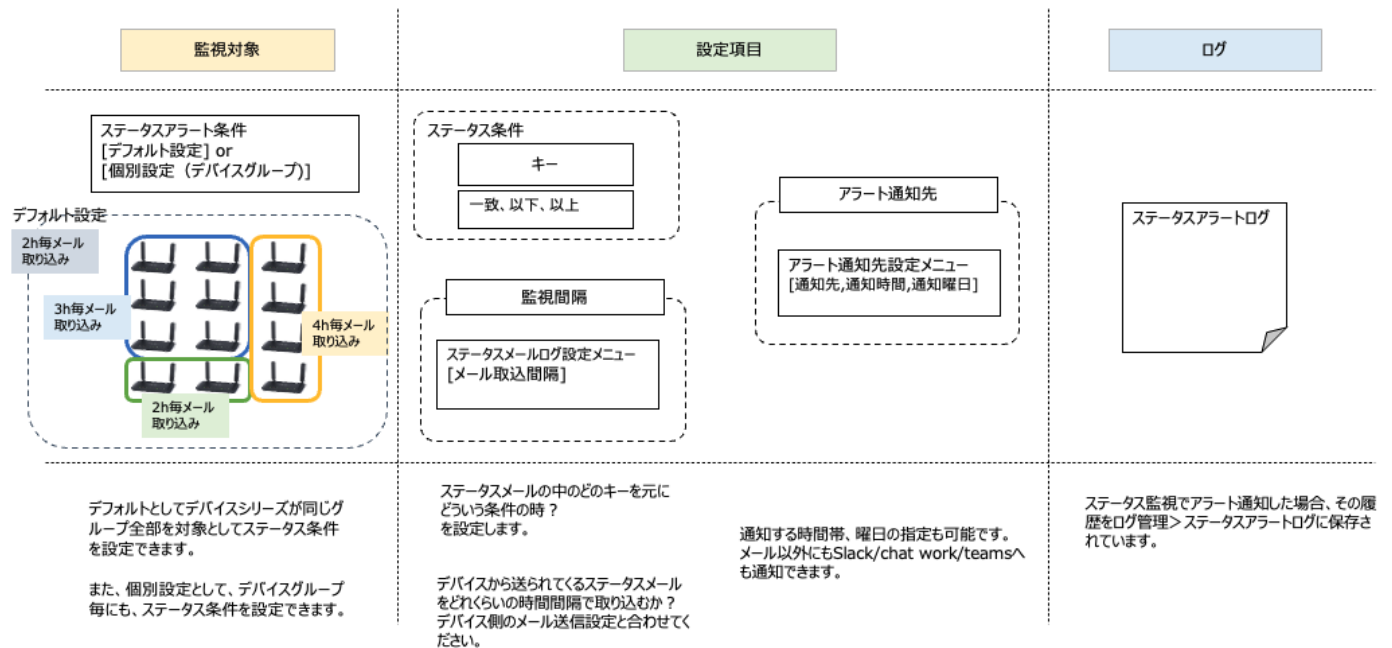 監視対象
設定項目
ログ
ステータスアラート条件
[デフォルト設定] or
[個別設定（デバイスグループ)]
デフォルト設定
2h毎メール
取り込み
3h毎メール
取り込み
4h毎メール
取り込み
2h毎メール
取り込み
ステータス条件
キー
一致、以下、以上
監視間隔
ステータスメールログ設定メニュー
[メール取込間隔]
アラート通知先
アラート通知先設定メニュー
[通知先,通知時間,通知曜日]
ステータスアラートログ
デフォルトとしてデバイスシリーズが同じグ
ループ全部を対象としてステータス条件
を設定できます。
また、個別設定として、デバイスグループ
毎にも、ステータス条件を設定できます。
ステータスメールの中のどのキーを元に
どういう条件の時？
を設定します。
デバイスから送られてくるステータスメール
をどれくらいの時間間隔で取り込むか？
デバイス側のメール送信設定と合わせてく
ださい。
通知する時間帯、曜日の指定も可能です。
メール以外にもSlack/chat work/teamsへ
も通知できます。
ステータス監視でアラート通知した場合、その履
歴をログ管理＞ステータスアラートログに保存さ
れています。